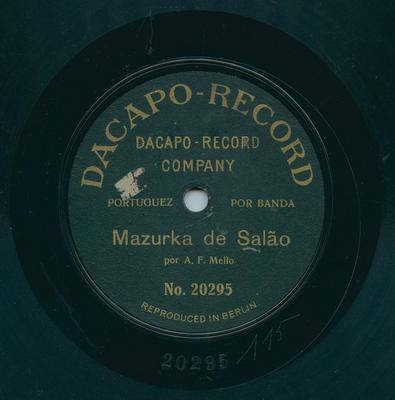 DACAPO-RECORD
DACAPO-RECORD
COMPANY
PORTUGUEZ POR BANDA
Mazurka de Salão
por A. F. Mello
No. 20295
REPRODUCED IN BERLIN
20295 115